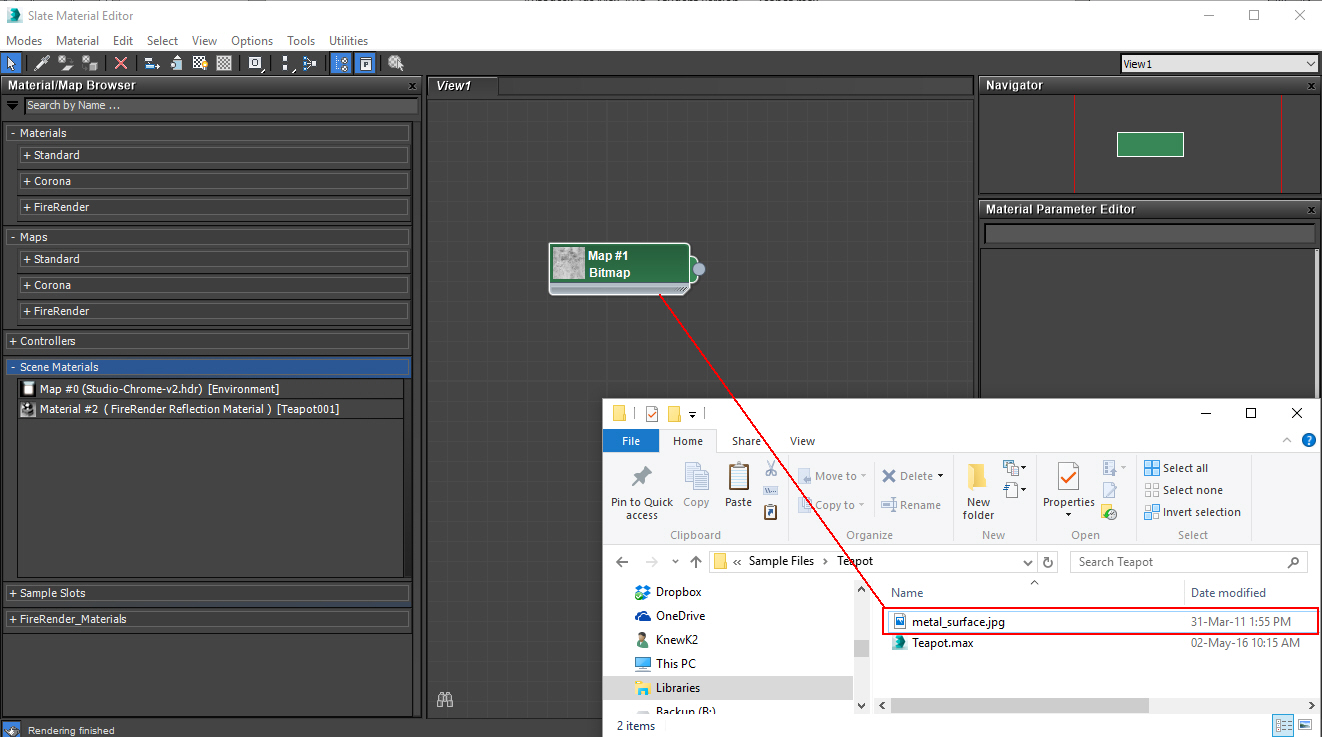 Slate Material Editor
Modes Material Edit Select View Options Tools Utilities
View1
Material/Map Browser
Search by Name ...
- Materials
+ Standard
+ Corona
+ FireRender
- Maps
+ Standard
+ Corona
+ FireRender
+ Controllers
- Scene Materials
Map #0 (Studio-Chrome-v2.hdr) [Environment]
Material #2 ( FireRender Reflection Material ) [Teapot001]
+ Sample Slots
+ FireRender_Materials
Rendering finished
View1
Map #1
Bitmap
Navigator
Material Parameter Editor
File Home Share View
Pin to Quick access
Copy
Paste
Clipboard
Move to
Copy to
Delete
Rename
Organize
New folder
New
Properties
Open
Select all
Select none
Invert selection
Select
« Sample Files Teapot
Search Teapot
Dropbox
OneDrive
KnewK2
This PC
Libraries
Backup (B:)
Name Date modified
metal_surface.jpg 31-Mar-11 1:55 PM
Teapot.max 02-May-16 10:15 AM
2 items